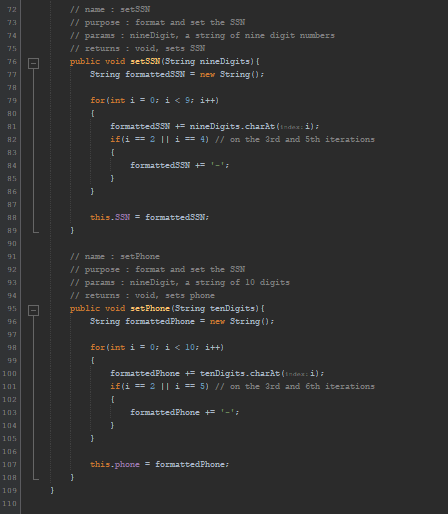 72 // name : setSSN
73 // purpose : format and set the SSN
74 // params : nineDigit, a string of nine digit numbers
75 // returns : void, sets SSN
76 public void setSSN(String nineDigits){
77 String formattedSSN = new String();
78
79 for(int i = 0; i < 9; i++)
80 {
81 formattedSSN += nineDigits.charAt(index: i);
82 if(i == 2 || i == 4) // on the 3rd and 5th iterations
83 {
84 formattedSSN += '-';
85 }
86 }
87
88 this.SSN = formattedSSN;
89 }
90
91 // name : setPhone
92 // purpose : format and set the SSN
93 // params : nineDigit, a string of 10 digits
94 // returns : void, sets phone
95 public void setPhone(String tenDigits){
96 String formattedPhone = new String();
97
98 for(int i = 0; i < 10; i++)
99 {
100 formattedPhone += tenDigits.charAt(index: i);
101 if(i == 2 || i == 5) // on the 3rd and 6th iterations
102 {
103 formattedPhone += '-';
104 }
105 }
106
107 this.phone = formattedPhone;
108 }
109 }
110